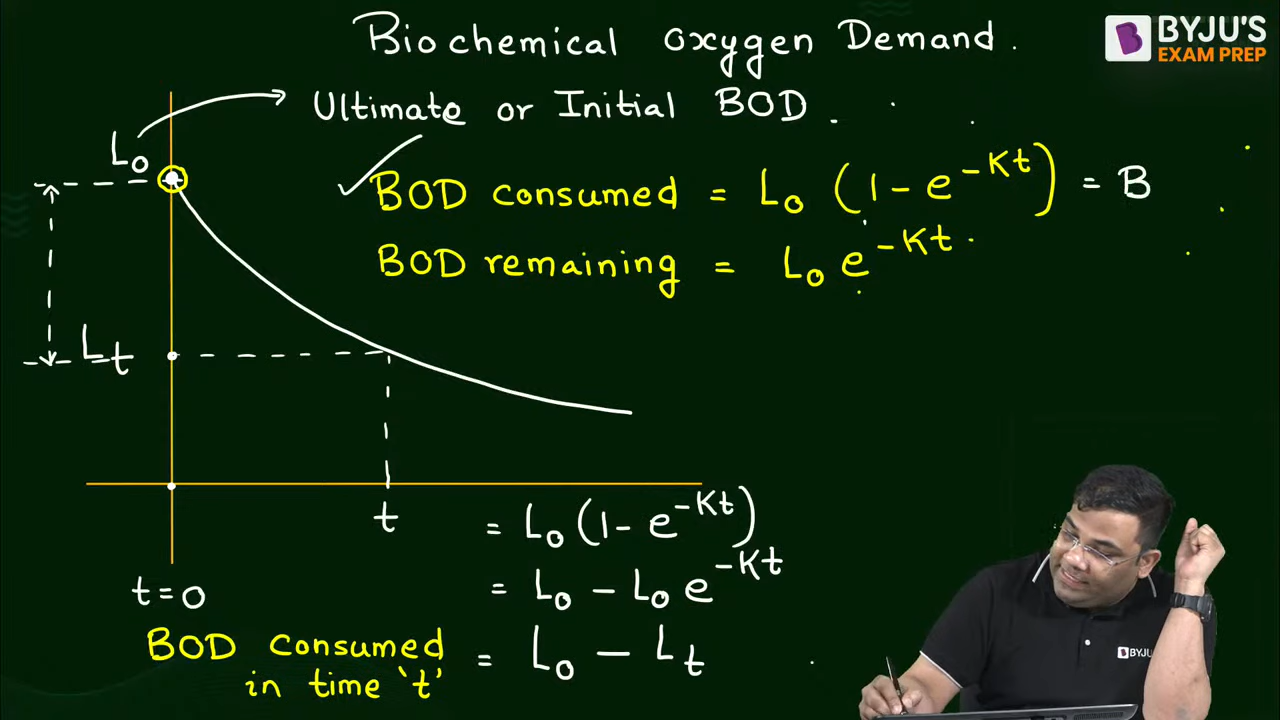 Biochemical oxygen Demand.
BYJU'S
EXAM PREP
Ultimate or Initial BOD.
L₀
BOD consumed = L₀ (1 - e^-Kt) = B
BOD remaining = L₀ e^-Kt
Lt
t
= L₀ (1 - e^-Kt)
t = 0
= L₀ - L₀ e^-Kt
BOD consumed in time 't' = L₀ - Lt
BYJU